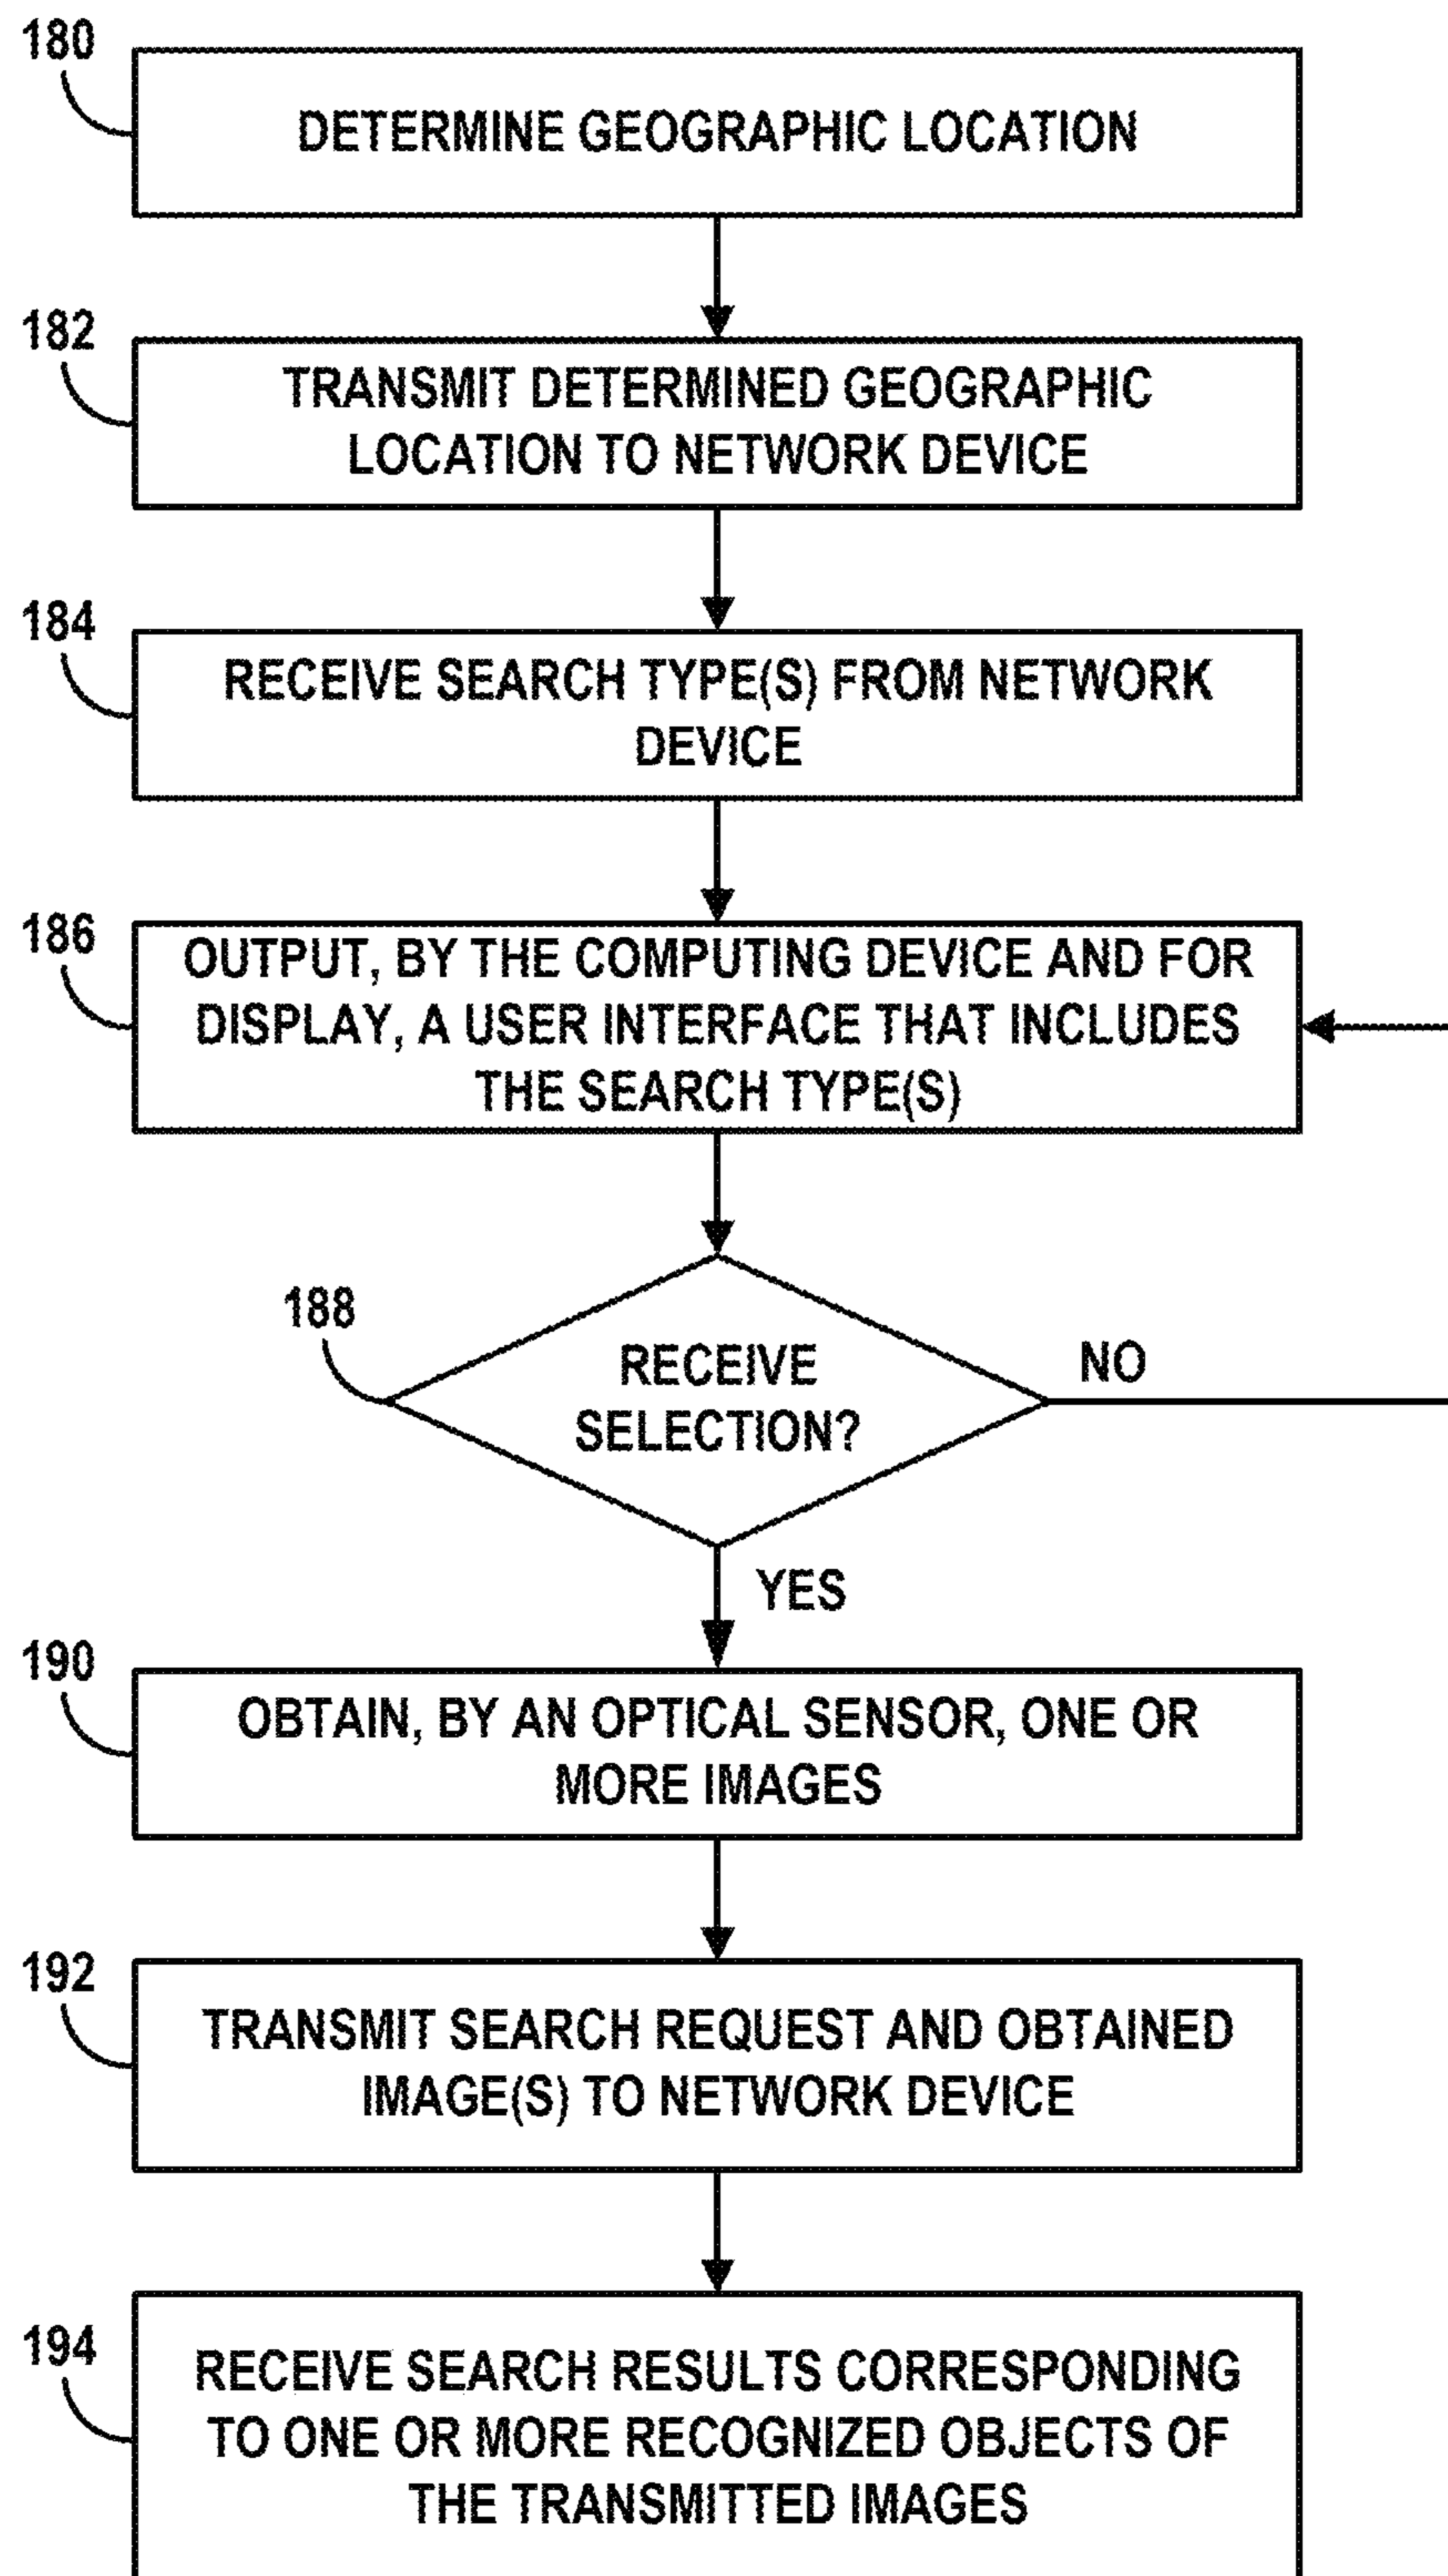 180
DETERMINE GEOGRAPHIC LOCATION
182
TRANSMIT DETERMINED GEOGRAPHIC
LOCATION TO NETWORK DEVICE
184
RECEIVE SEARCH TYPE(S) FROM NETWORK
DEVICE
186
OUTPUT, BY THE COMPUTING DEVICE AND FOR
DISPLAY, A USER INTERFACE THAT INCLUDES
THE SEARCH TYPE(S)
188
RECEIVE
SELECTION?
NO
YES
190
OBTAIN, BY AN OPTICAL SENSOR, ONE OR
MORE IMAGES
192
TRANSMIT SEARCH REQUEST AND OBTAINED
IMAGE(S) TO NETWORK DEVICE
194
RECEIVE SEARCH RESULTS CORRESPONDING
TO ONE OR MORE RECOGNIZED OBJECTS OF
THE TRANSMITTED IMAGES